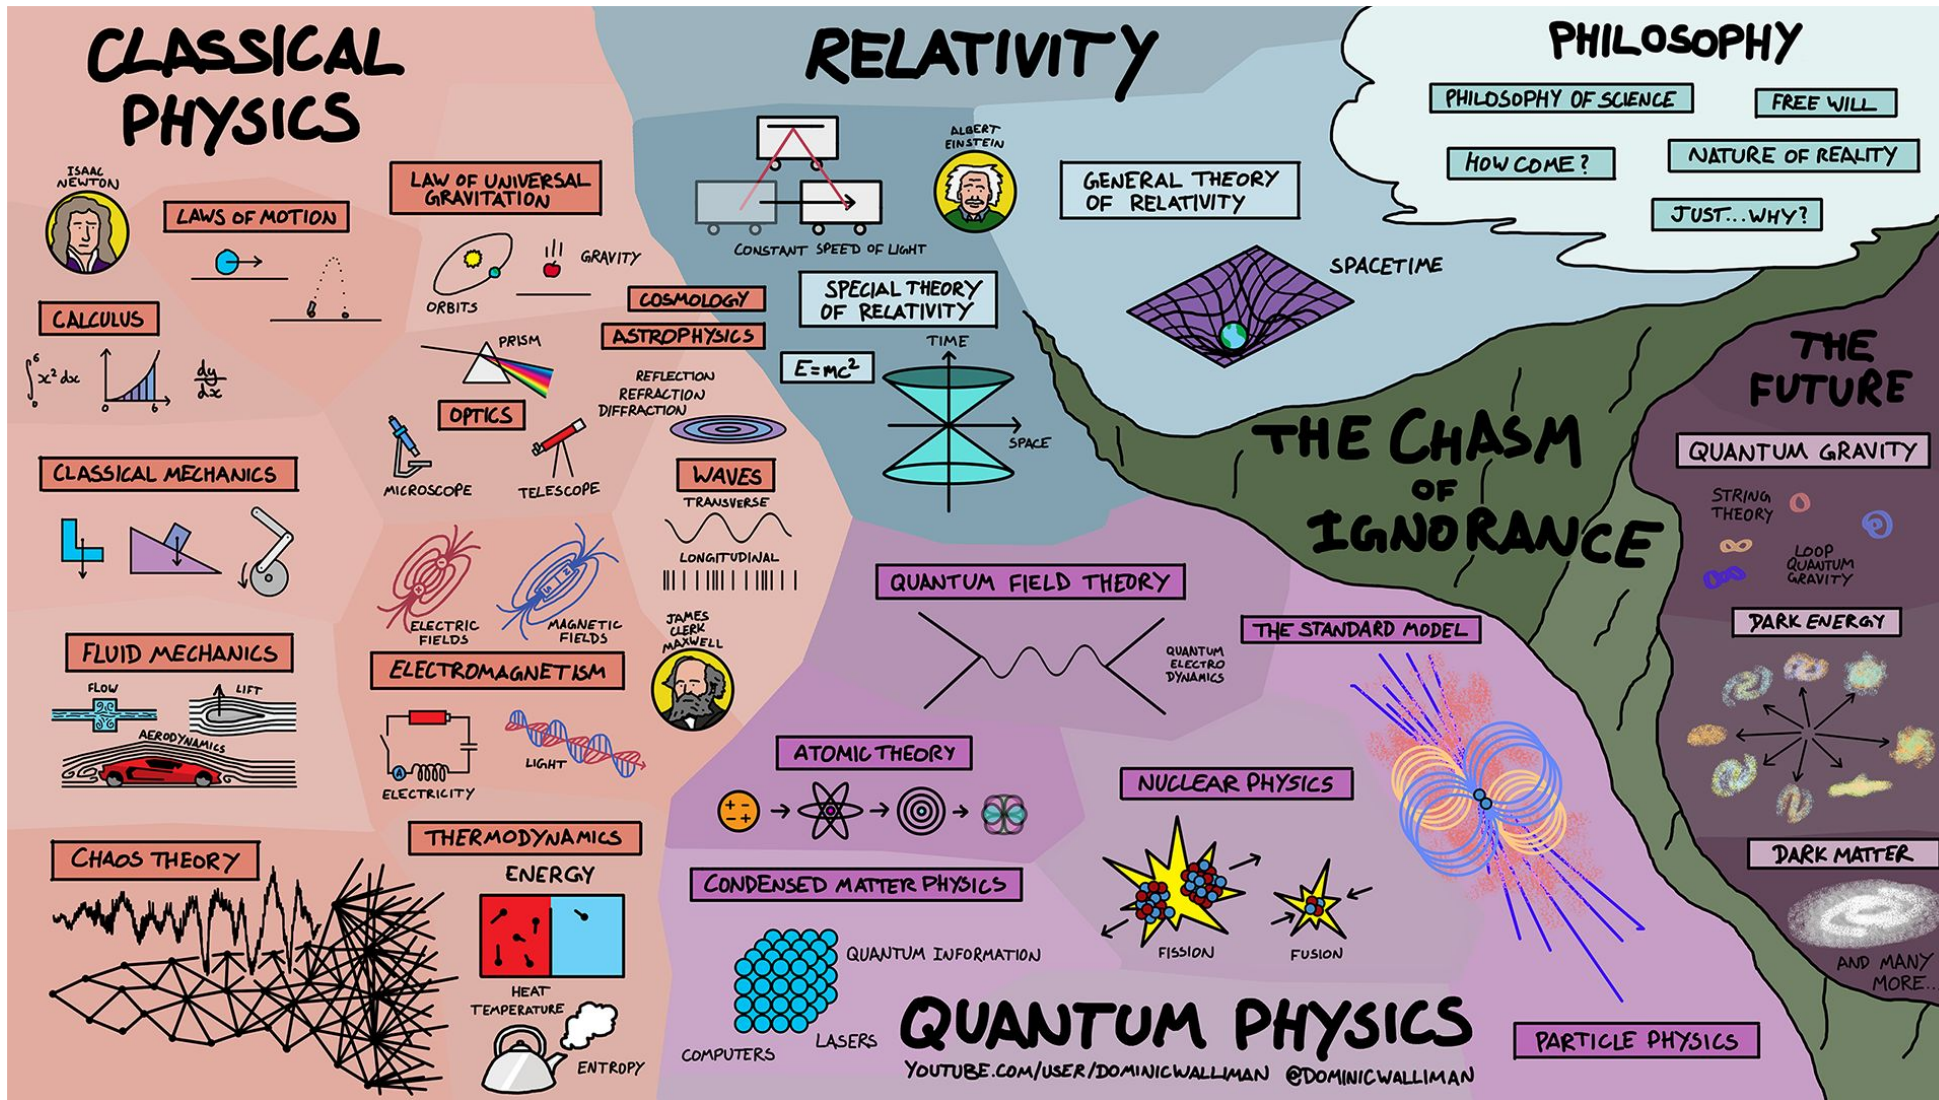 CLASSICAL
PHYSICS
ISAAC
NEWTON
LAWS OF MOTION
LAW OF UNIVERSAL
GRAVITATION
ORBITS
GRAVITY
CALCULUS
∫₀⁶ x² dx
0
6
dy/dx
COSMOLOGY
ASTROPHYSICS
PRISM
OPTICS
MICROSCOPE
TELESCOPE
REFLECTION
REFRACTION
DIFFRACTION
WAVES
TRANSVERSE
LONGITUDINAL
CLASSICAL MECHANICS
ELECTRIC
FIELDS
S N
MAGNETIC
FIELDS
JAMES
CLERK
MAXWELL
FLUID MECHANICS
FLOW
LIFT
AERODYNAMICS
ELECTROMAGNETISM
A
ELECTRICITY
LIGHT
CHAOS THEORY
THERMODYNAMICS
ENERGY
HEAT
TEMPERATURE
ENTROPY
RELATIVITY
CONSTANT SPEED OF LIGHT
ALBERT
EINSTEIN
SPECIAL THEORY
OF RELATIVITY
E=mc²
TIME
SPACE
GENERAL THEORY
OF RELATIVITY
SPACETIME
PHILOSOPHY
PHILOSOPHY OF SCIENCE
FREE WILL
HOW COME?
NATURE OF REALITY
JUST...WHY?
THE CHASM
OF
IGNORANCE
THE
FUTURE
QUANTUM GRAVITY
STRING
THEORY
LOOP
QUANTUM
GRAVITY
DARK ENERGY
DARK MATTER
AND MANY
MORE...
QUANTUM FIELD THEORY
QUANTUM
ELECTRO
DYNAMICS
THE STANDARD MODEL
ATOMIC THEORY
NUCLEAR PHYSICS
FISSION
FUSION
CONDENSED MATTER PHYSICS
QUANTUM INFORMATION
LASERS
COMPUTERS
PARTICLE PHYSICS
QUANTUM PHYSICS
YOUTUBE.COM/USER/DOMINICWALLIMAN @DOMINICWALLIMAN